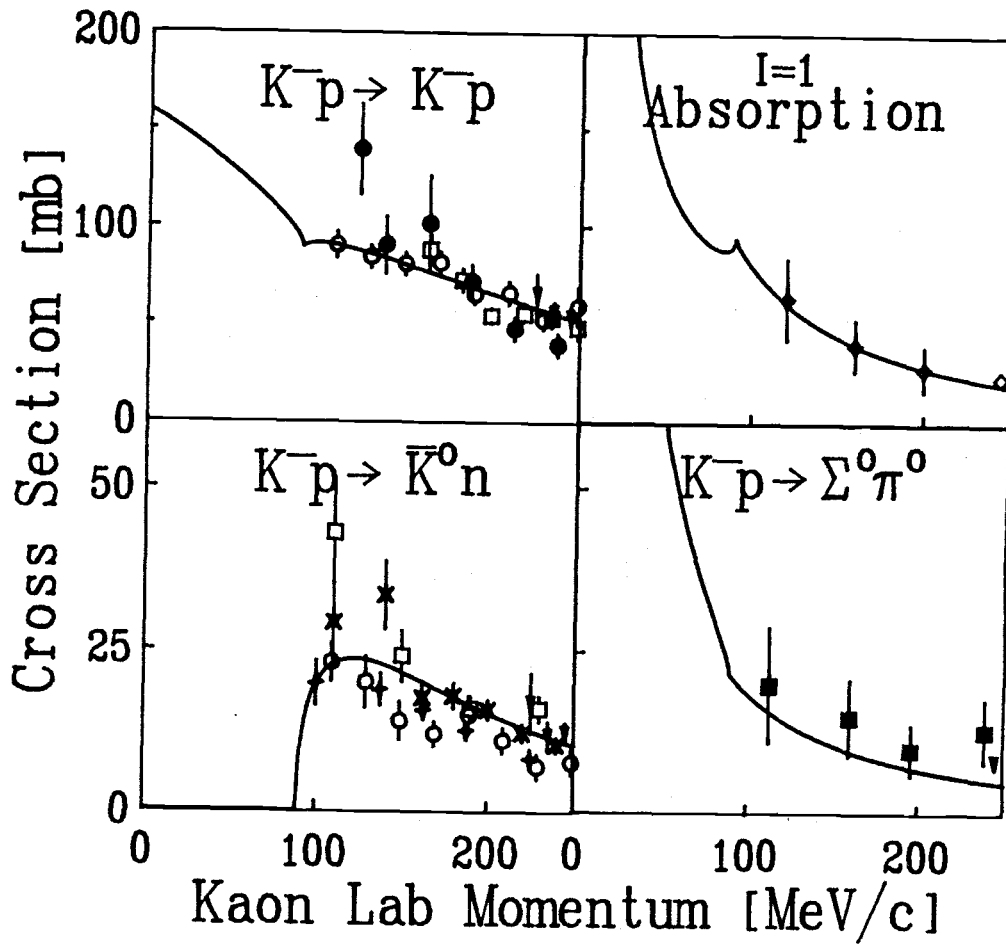 200
K⁻p → K⁻p
I=1
Absorption
100
0
K⁻p → K̄⁰n
K⁻p → Σ⁰π⁰
50
25
0
0 100 200 0 100 200
Cross Section [mb]
Kaon Lab Momentum [MeV/c]